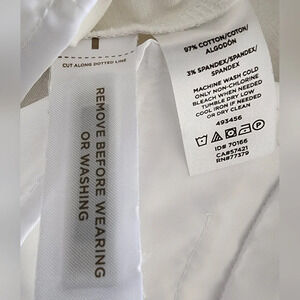 CUT ALONG DOTTED LINE
REMOVE BEFORE WEARING
OR WASHING
97% COTTON/COTON/
ALGODÓN
3% SPANDEX/SPANDEX/
SPANDEX
MACHINE WASH COLD
ONLY NON-CHLORINE
BLEACH WHEN NEEDED
TUMBLE DRY LOW
COOL IRON IF NEEDED
OR DRY CLEAN
493456
ID# 70166
CA#57421
RN#77379